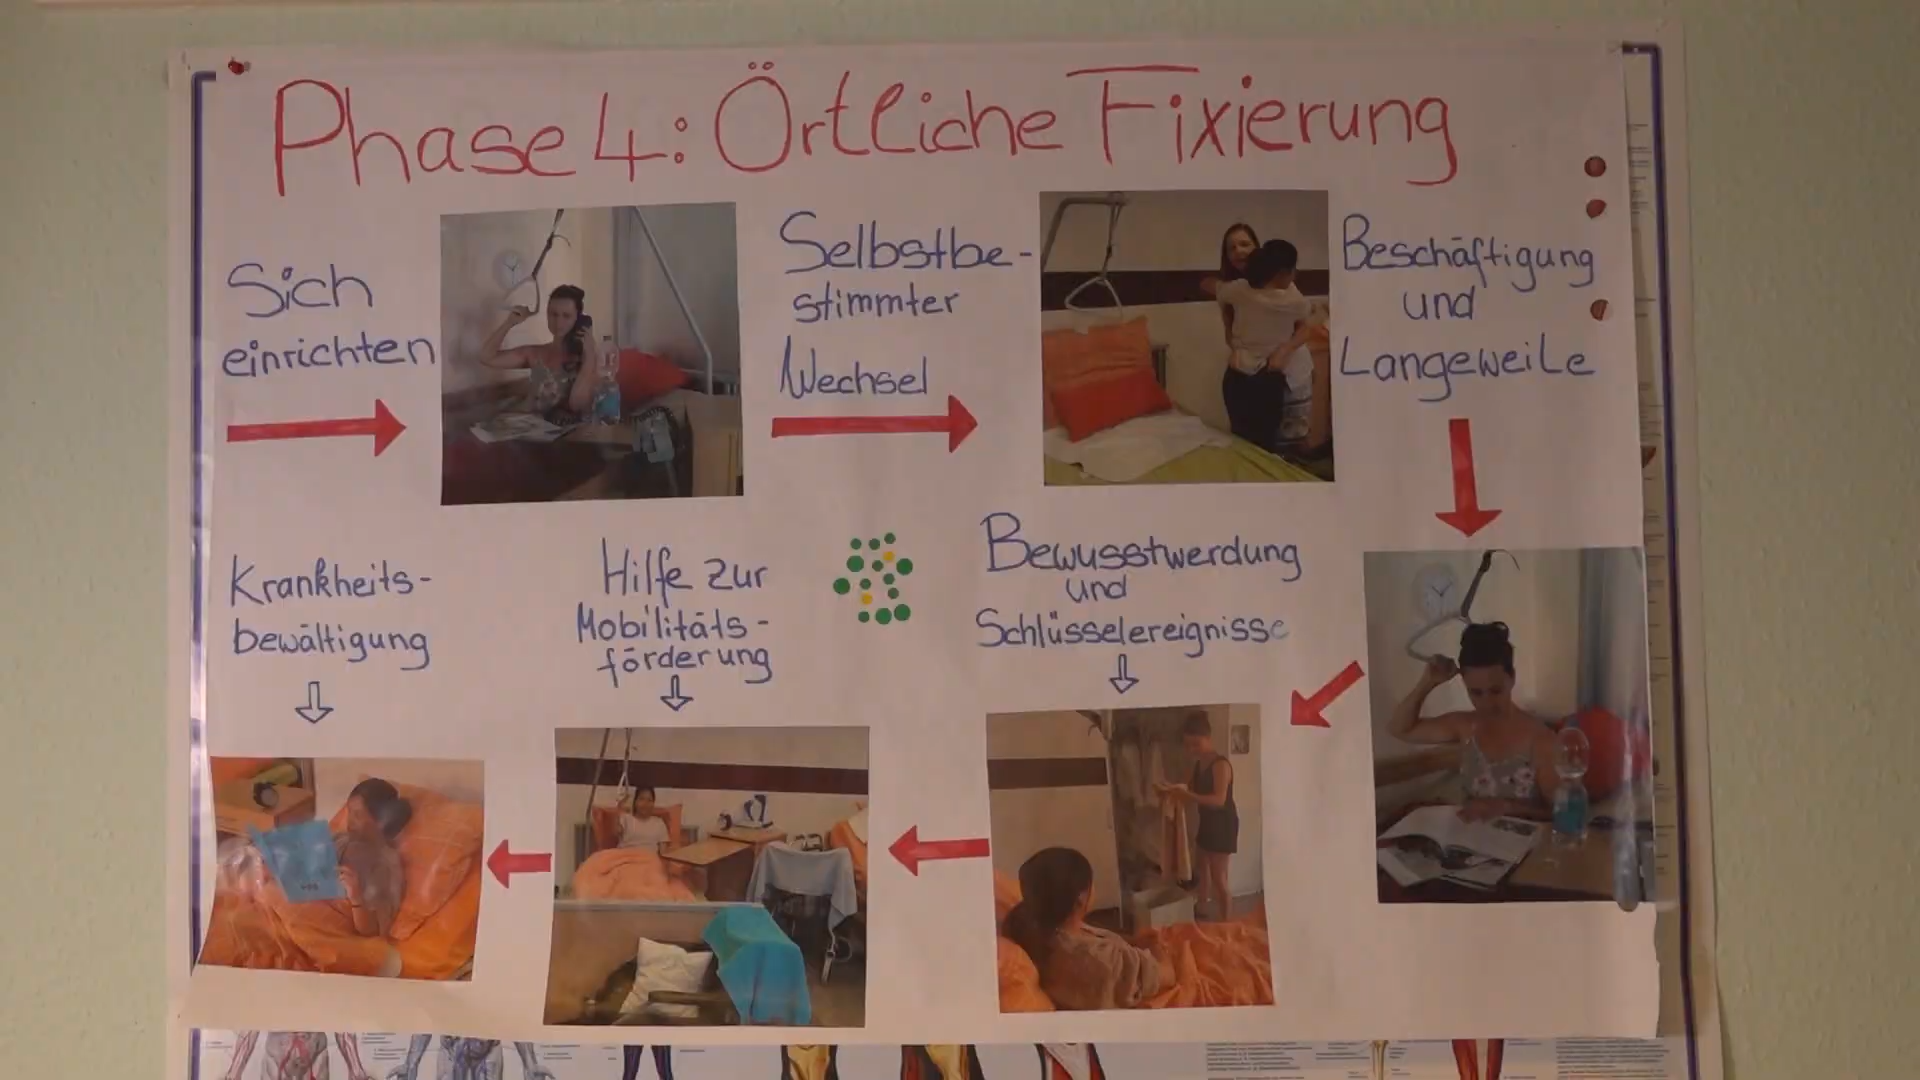 Phase 4: Örtliche Fixierung
Sich
einrichten
Selbstbe-
stimmter
Wechsel
Beschäftigung
und
Langeweile
Krankheits-
bewältigung
Hilfe zur
Mobilitäts-
förderung
Bewusstwerdung
und
Schlüsselereignisse